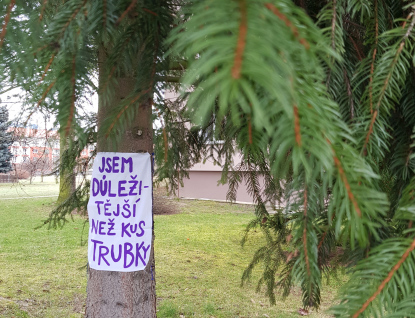 JSEM
DŮLEŽI-
TĚJŠÍ
NEŽ KUS
TRUBKY